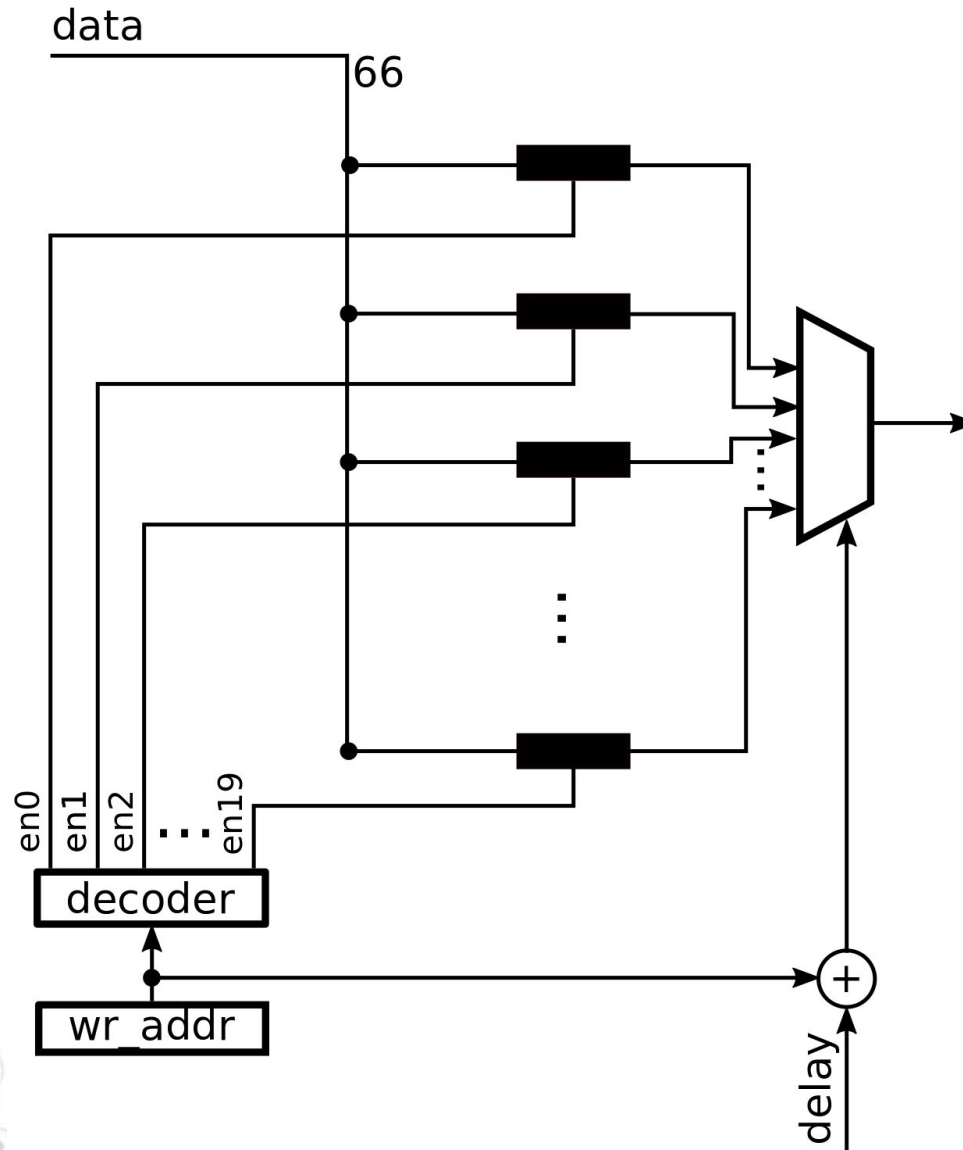 data
66
en0
en1
en2
...
en19
decoder
wr_addr
+
delay